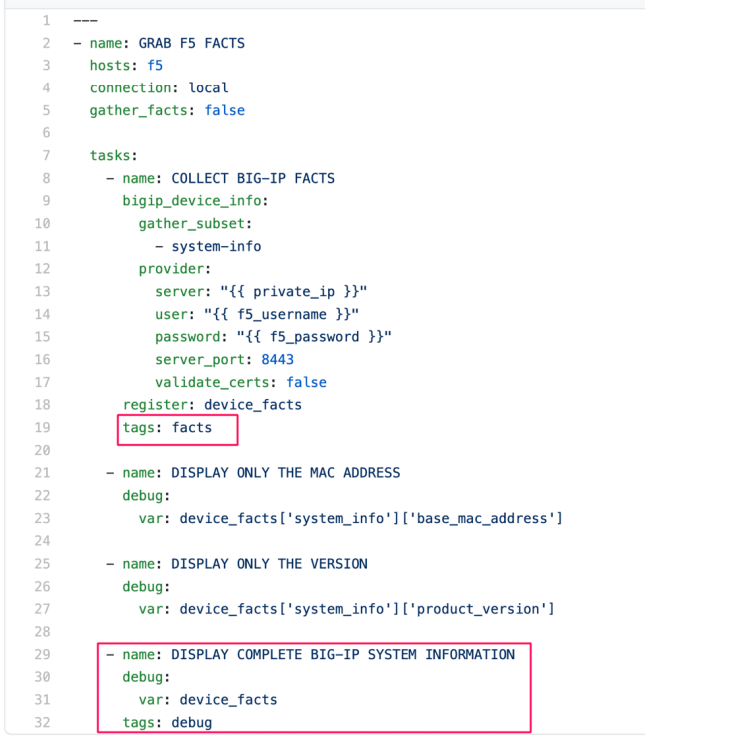 1 ---
2 - name: GRAB F5 FACTS
3   hosts: f5
4   connection: local
5   gather_facts: false
6
7   tasks:
8     - name: COLLECT BIG-IP FACTS
9       bigip_device_info:
10         gather_subset:
11           - system-info
12         provider:
13           server: "{{ private_ip }}"
14           user: "{{ f5_username }}"
15           password: "{{ f5_password }}"
16           server_port: 8443
17           validate_certs: false
18       register: device_facts
19       tags: facts
20
21     - name: DISPLAY ONLY THE MAC ADDRESS
22       debug:
23         var: device_facts['system_info']['base_mac_address']
24
25     - name: DISPLAY ONLY THE VERSION
26       debug:
27         var: device_facts['system_info']['product_version']
28
29     - name: DISPLAY COMPLETE BIG-IP SYSTEM INFORMATION
30       debug:
31         var: device_facts
32       tags: debug